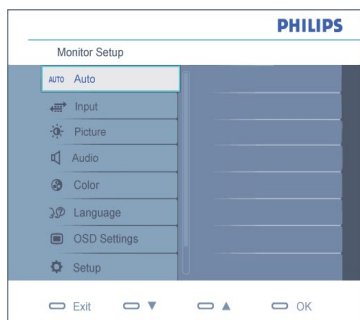 PHILIPS
Monitor Setup
AUTO Auto
Input
Picture
Audio
Color
Language
OSD Settings
Setup
Exit ▼ ▲ OK